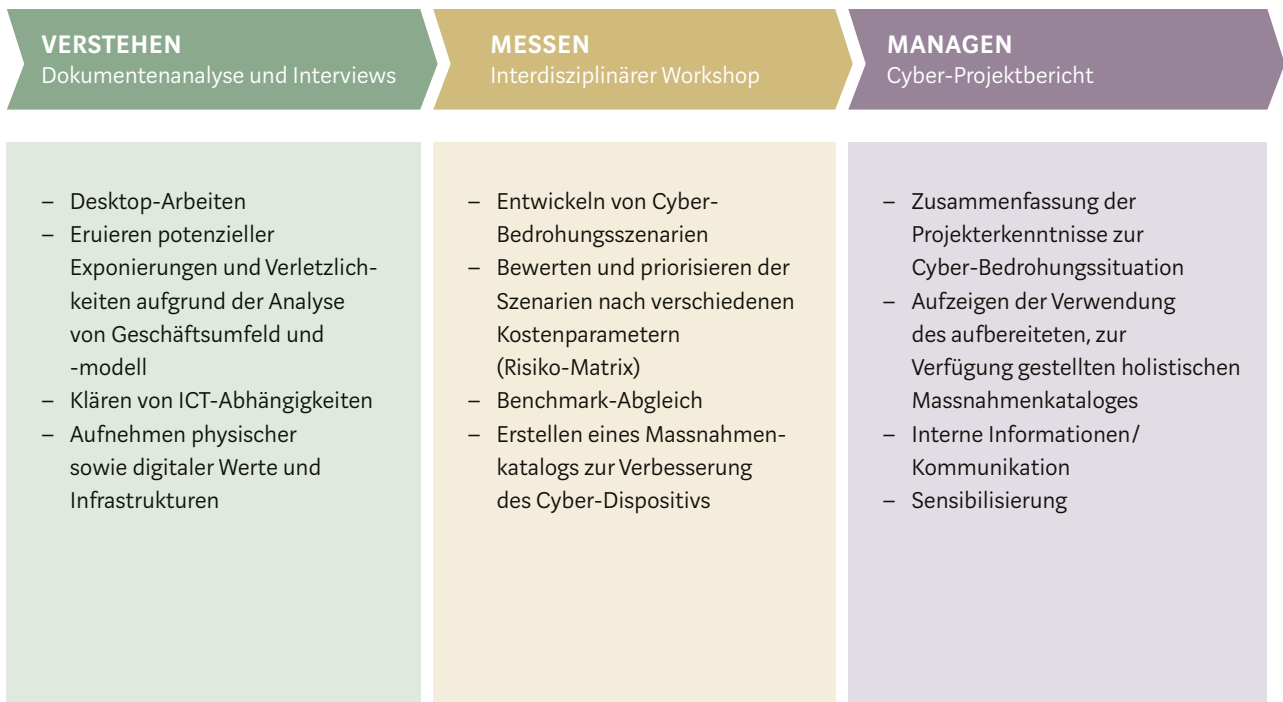 VERSTEHEN
Dokumentenanalyse und Interviews
– Desktop-Arbeiten
– Eruieren potenzieller
Exponierungen und Verletzlich-
keiten aufgrund der Analyse
von Geschäftsumfeld und
-modell
– Klären von ICT-Abhängigkeiten
– Aufnehmen physischer
sowie digitaler Werte und
Infrastrukturen
MESSEN
Interdisziplinärer Workshop
– Entwickeln von Cyber-
Bedrohungsszenarien
– Bewerten und priorisieren der
Szenarien nach verschiedenen
Kostenparametern
(Risiko-Matrix)
– Benchmark-Abgleich
– Erstellen eines Massnahmen-
katalogs zur Verbesserung
des Cyber-Dispositivs
MANAGEN
Cyber-Projektbericht
– Zusammenfassung der
Projekterkenntnisse zur
Cyber-Bedrohungssituation
– Aufzeigen der Verwendung
des aufbereiteten, zur
Verfügung gestellten holistischen
Massnahmenkataloges
– Interne Informationen/
Kommunikation
– Sensibilisierung